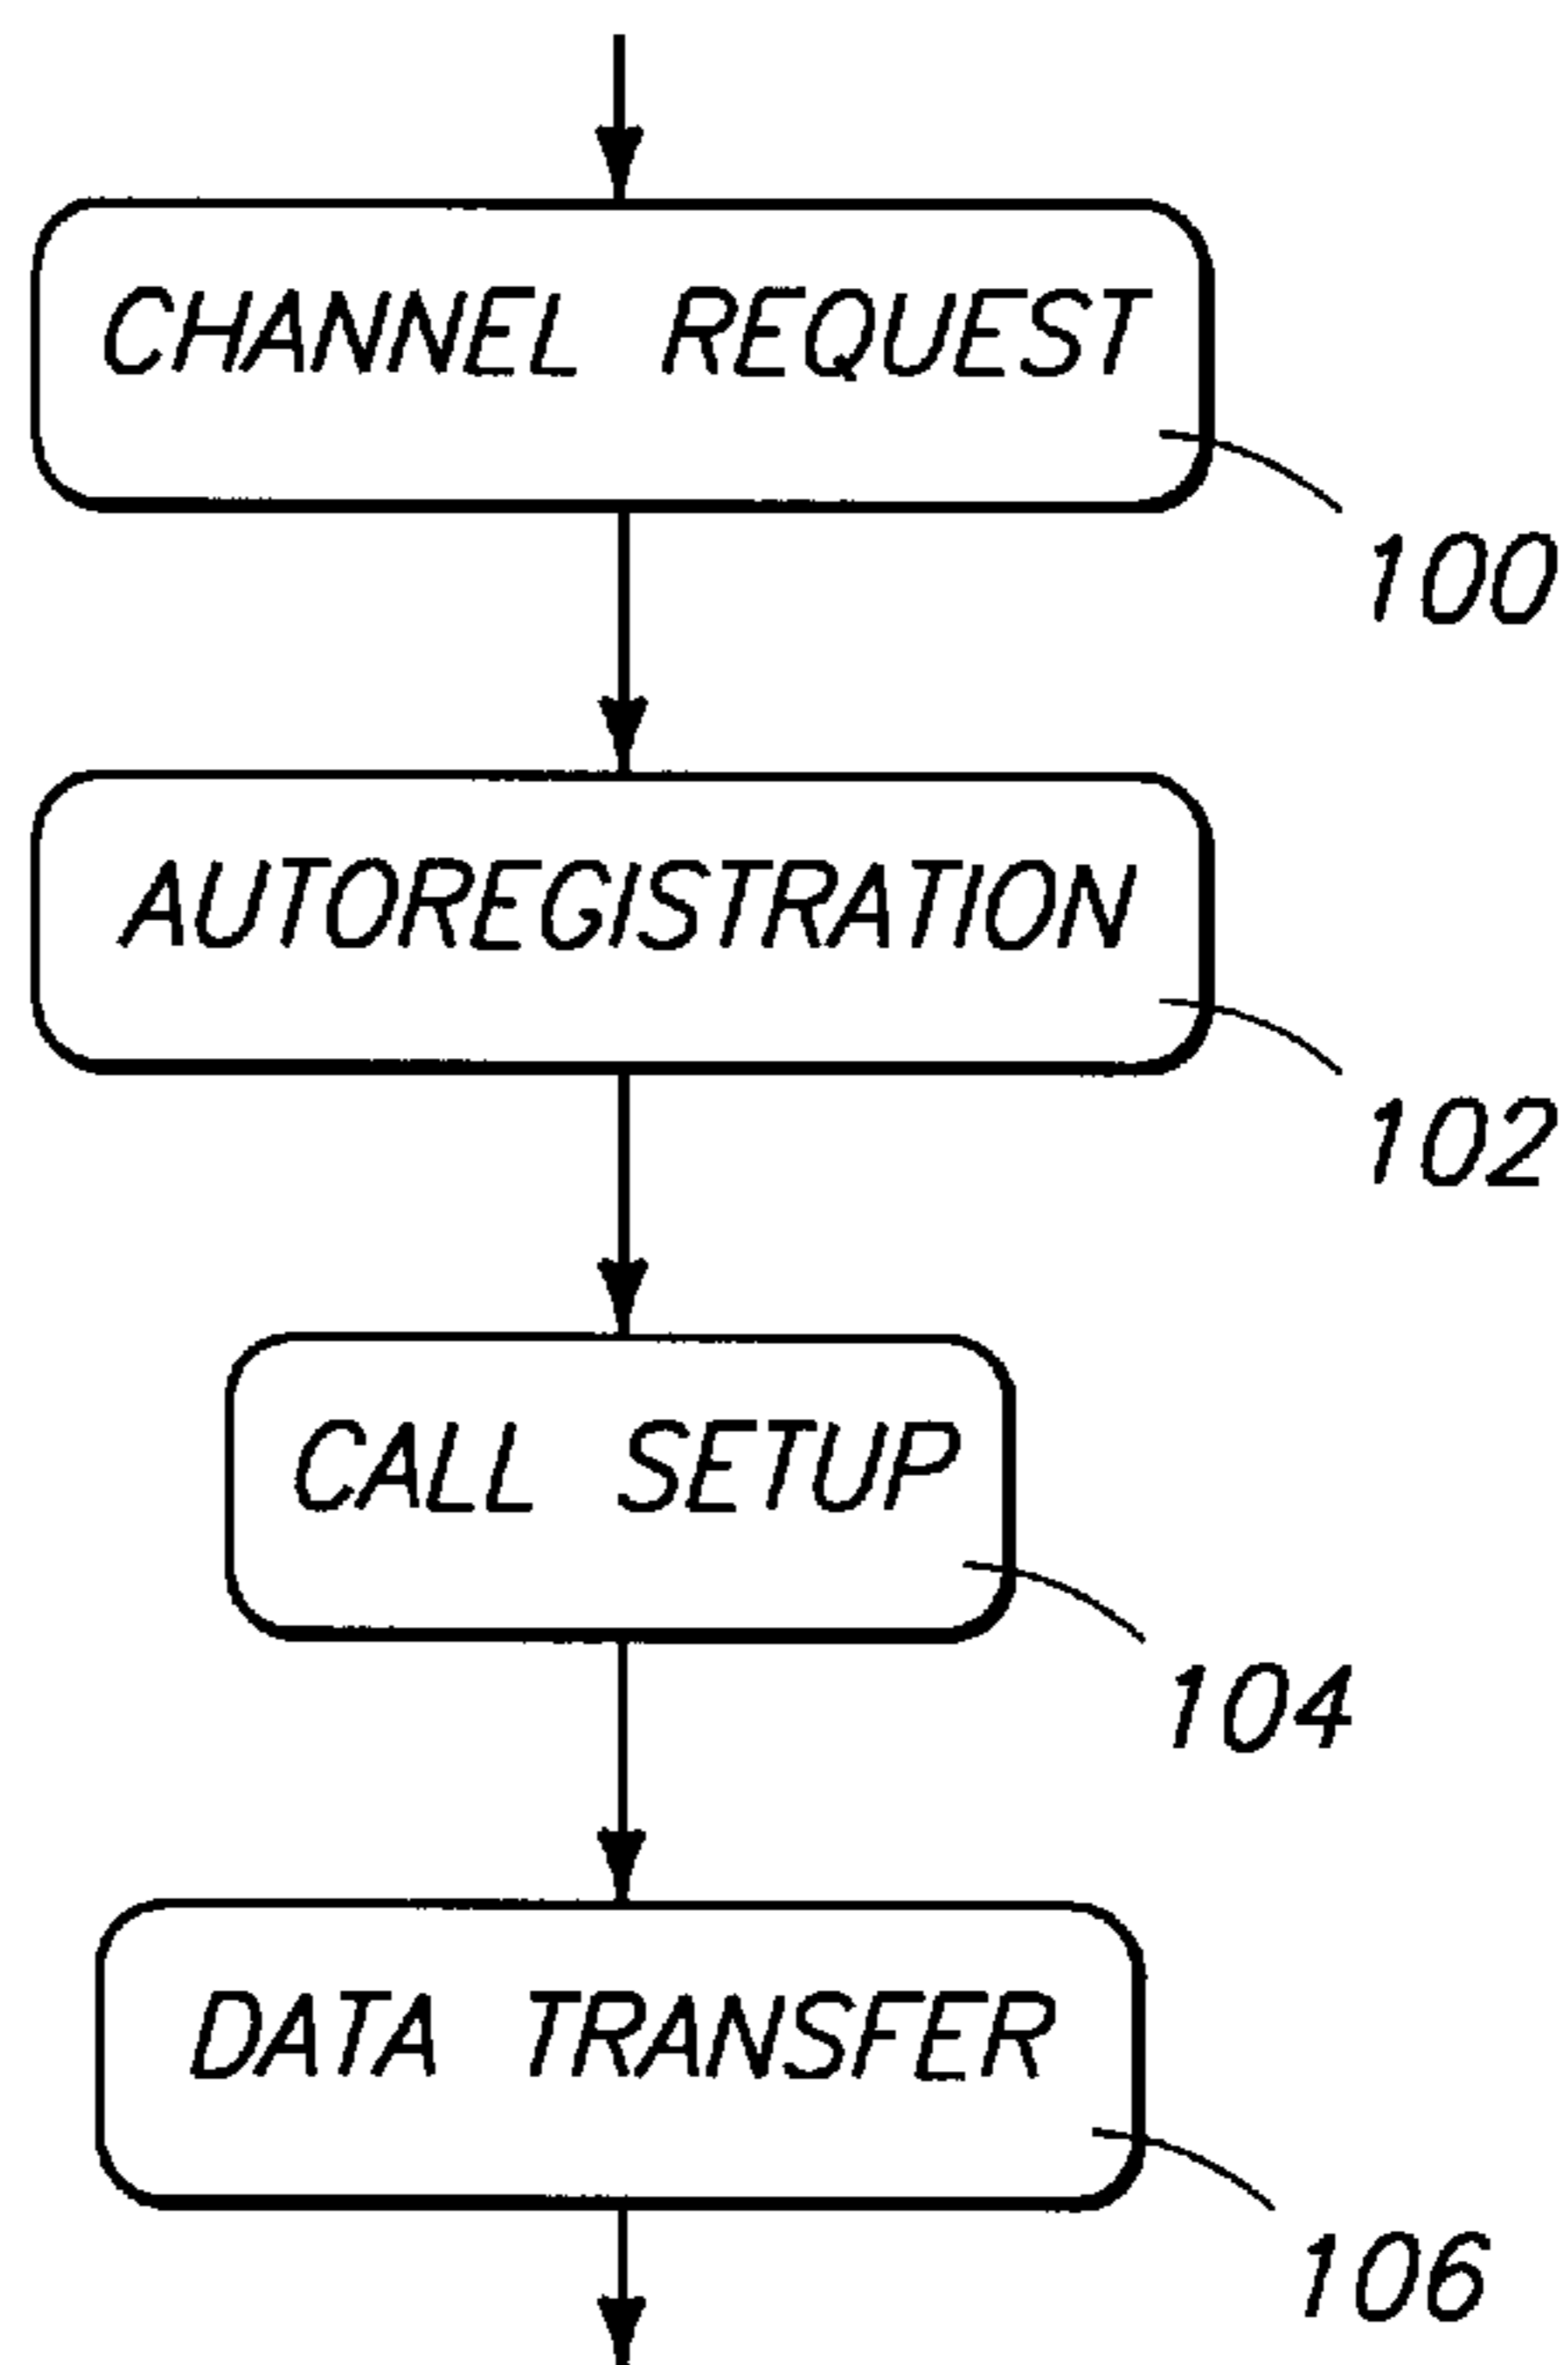 CHANNEL REQUEST
100
AUTOREGISTRATION
102
CALL SETUP
104
DATA TRANSFER
106